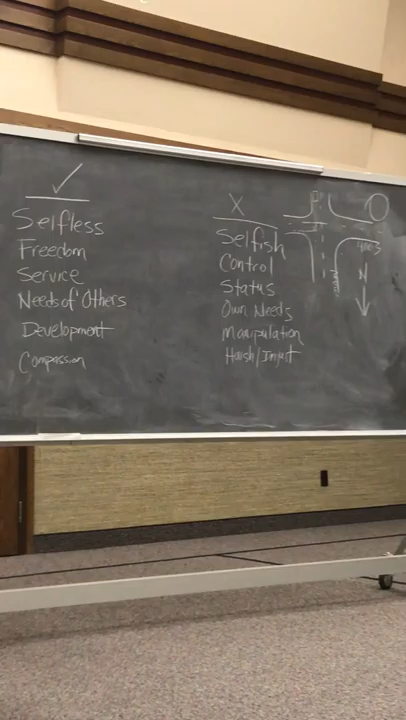 ✓
Selfless
Freedom
Service
Needs of Others
Development
Compassion
X
Selfish
Control
Status
Own Needs
Manipulation
Harsh/Unjust
N